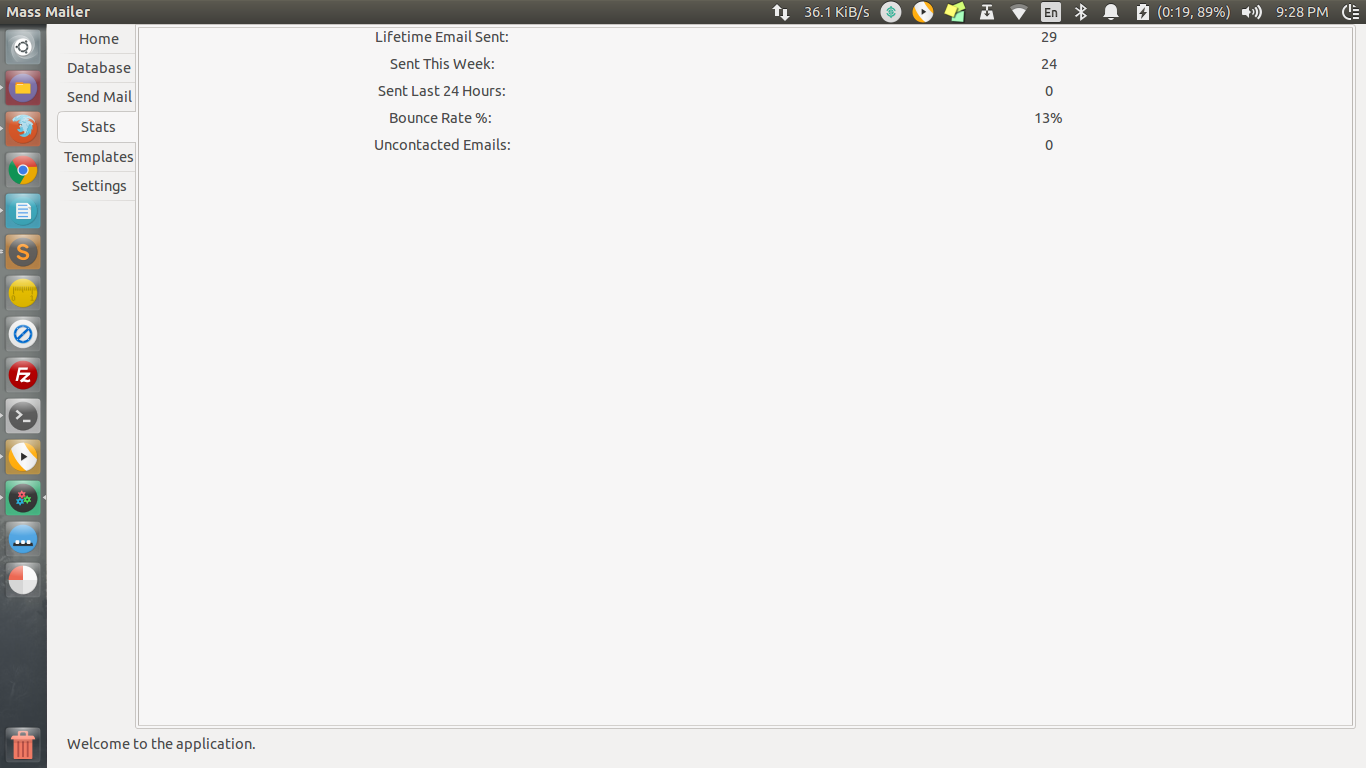 Mass Mailer
36.1 KiB/s
En
(0:19, 89%)
9:28 PM
Home
Database
Send Mail
Stats
Templates
Settings
Lifetime Email Sent: 29
Sent This Week: 24
Sent Last 24 Hours: 0
Bounce Rate %: 13%
Uncontacted Emails: 0
S
Fz
>_
Welcome to the application.